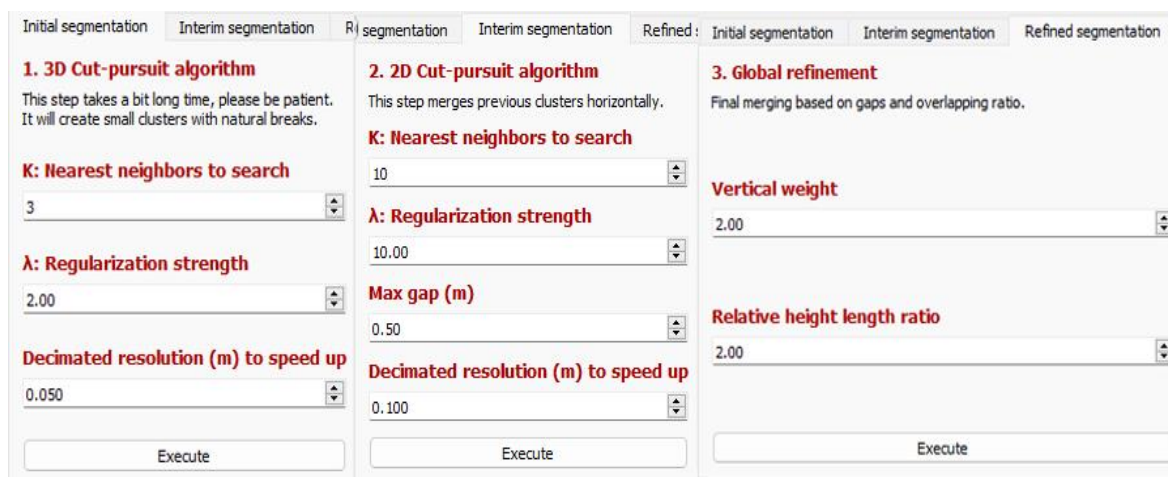 Initial segmentation
Interim segmentation
1. 3D Cut-pursuit algorithm
This step takes a bit long time, please be patient.
It will create small clusters with natural breaks.
K: Nearest neighbors to search
3
λ: Regularization strength
2.00
Decimated resolution (m) to speed up
0.050
Execute
segmentation
Interim segmentation
Refined
2. 2D Cut-pursuit algorithm
This step merges previous clusters horizontally.
K: Nearest neighbors to search
10
λ: Regularization strength
10.00
Max gap (m)
0.50
Decimated resolution (m) to speed up
0.100
Execute
Initial segmentation
Interim segmentation
Refined segmentation
3. Global refinement
Final merging based on gaps and overlapping ratio.
Vertical weight
2.00
Relative height length ratio
2.00
Execute